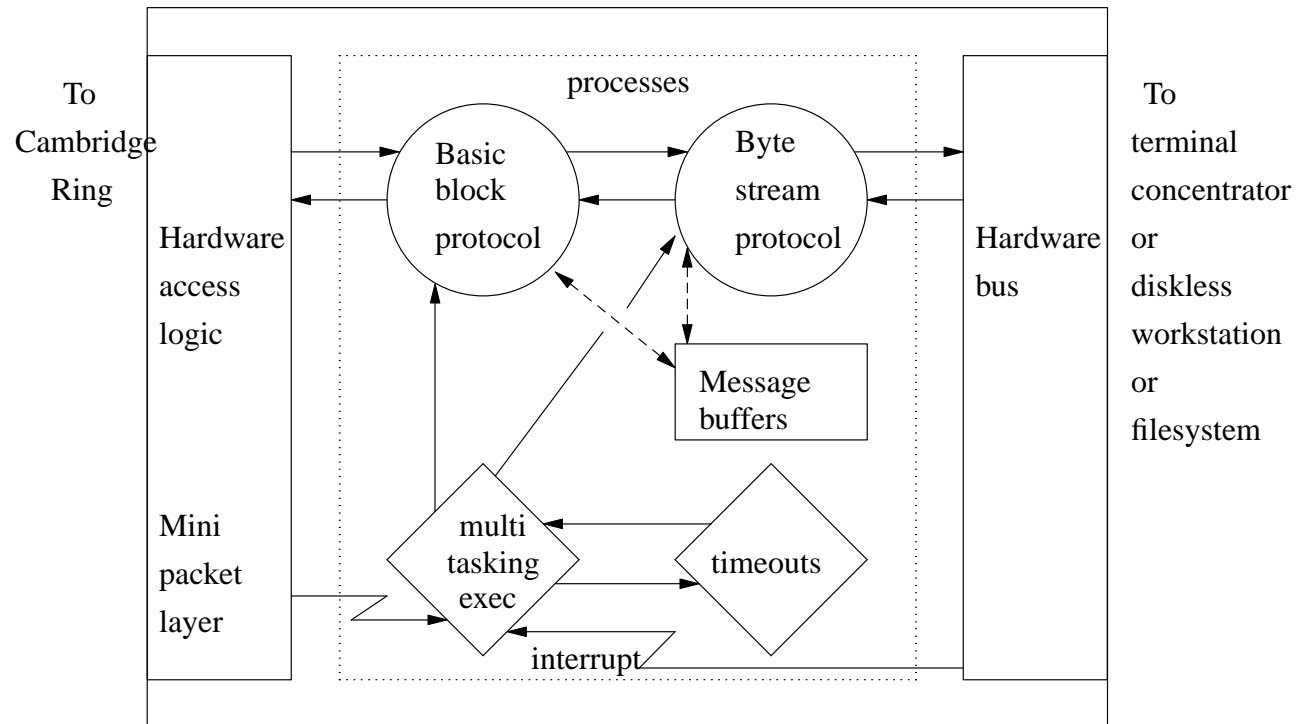 processes
To
Cambridge
Ring
Basic
block
protocol
Byte
stream
protocol
To
terminal
concentrator
or
diskless
workstation
or
filesystem
Hardware
access
logic
Hardware
bus
Message
buffers
Mini
packet
layer
multi
tasking
exec
timeouts
interrupt